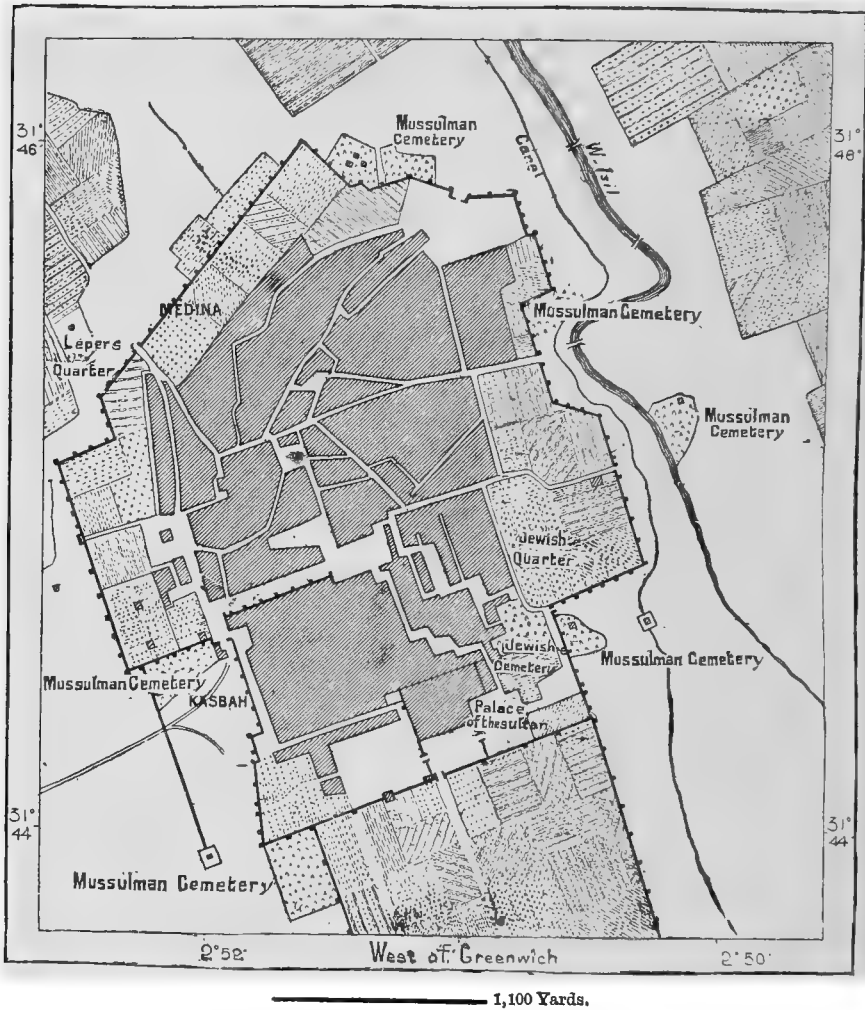 31° 46
31° 48
Mussulman
Cemetery
Canal
W. Isil
MEDINA
Mussulman Cemetery
Lepers
Quarter
Mussulman
Cemetery
Jewish
Quarter
Jewish
Cemetery
Mussulman Cemetery
Mussulman Cemetery
KASBAH
Palace
of the sultan
31° 44
31° 44
Mussulman Cemetery
2°52'
West of Greenwich
2°50'
1,100 Yards.